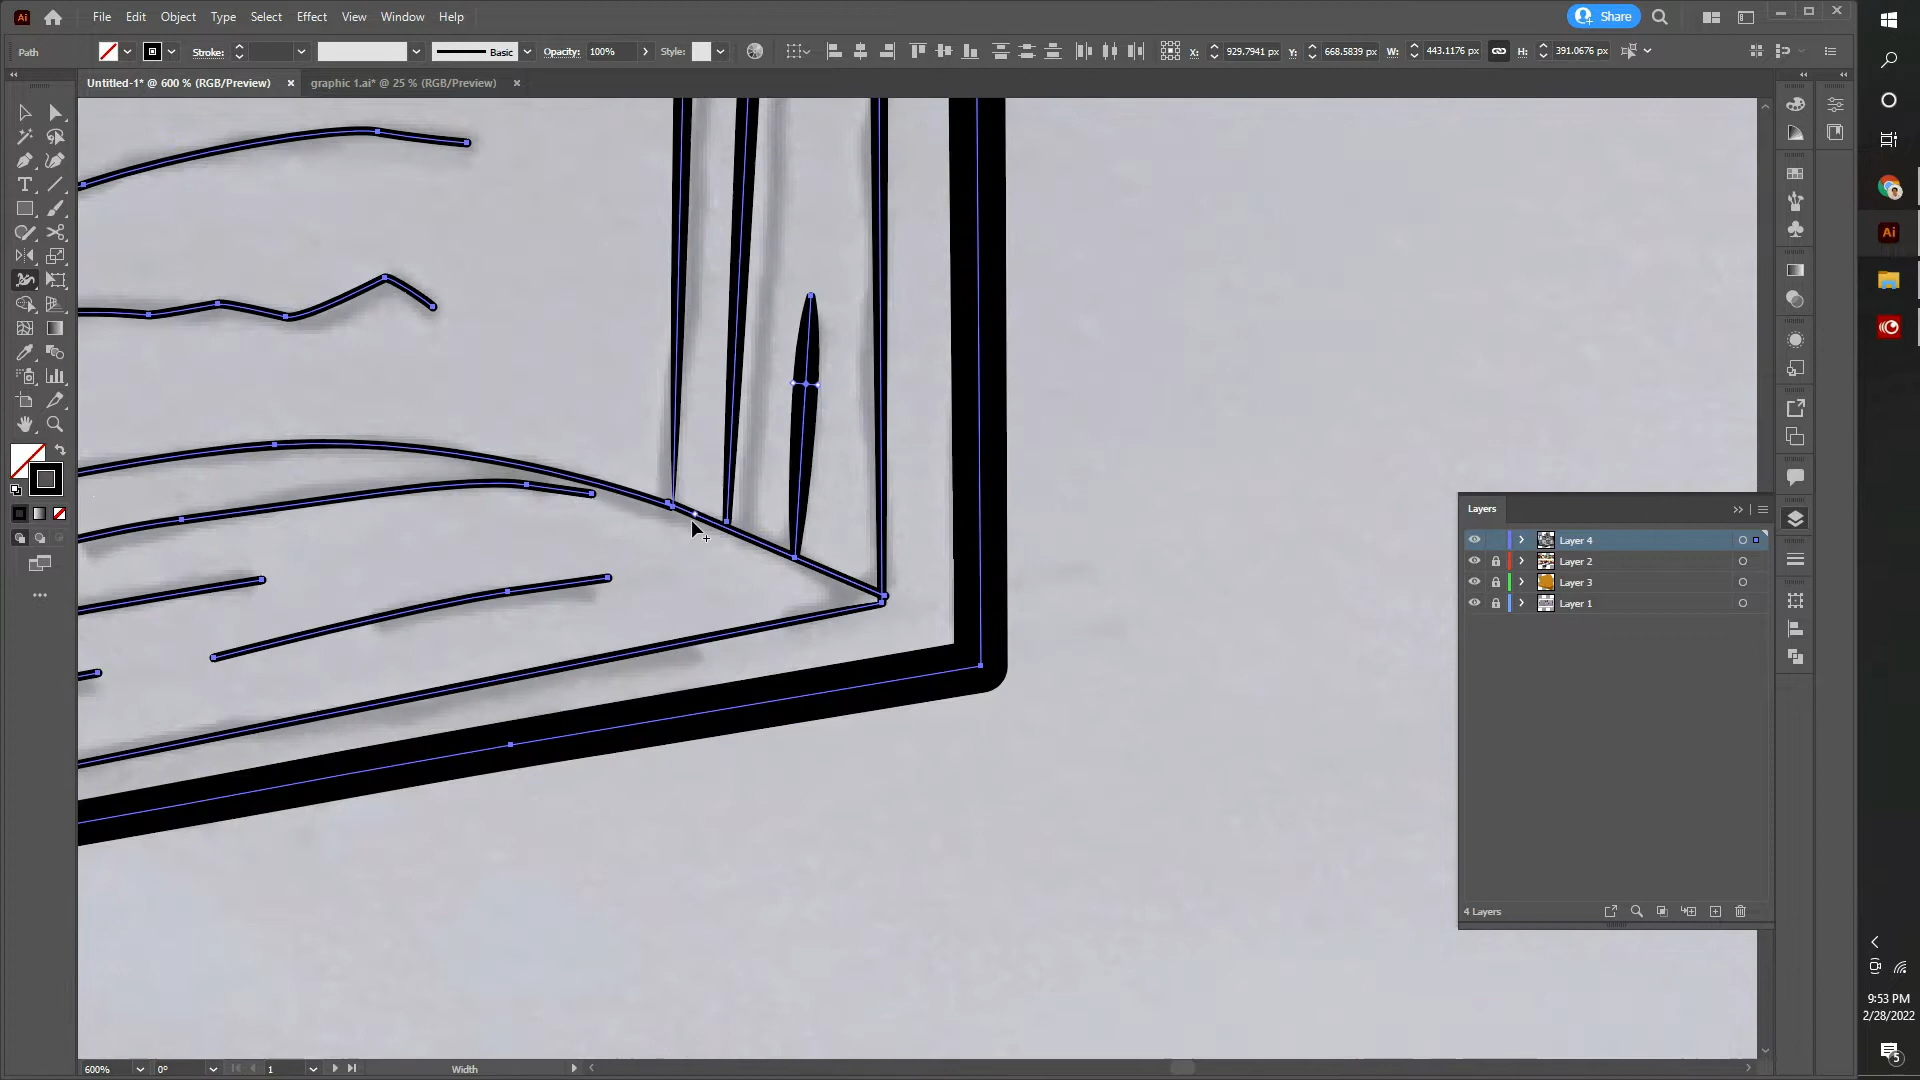 Ai File Edit Object Type Select Effect View Window Help Share
Path Stroke: Basic Opacity: 100% Style: X: 929.7941 px Y: 668.5839 px W: 443.1176 px H: 391.0676 px
Untitled-1* @ 600 % (RGB/Preview) × graphic 1.ai* @ 25 % (RGB/Preview) ×
Ai
Layers
Layer 4
Layer 2
Layer 3
Layer 1
4 Layers
9:53 PM
2/28/2022
5
600% 0° 1 Width